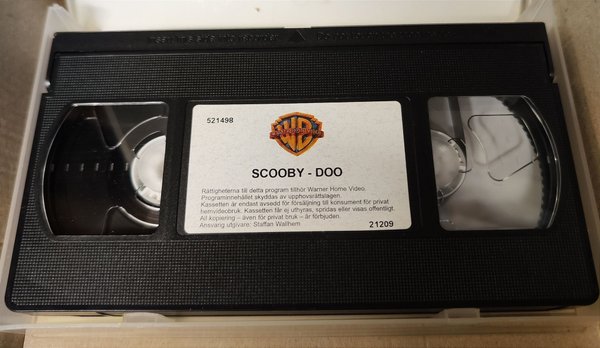 521498
SCOOBY - DOO
Rättigheterna till detta program tillhör Warner Home Video.
Programinnehållet skyddas av upphovsrättslagen.
Kassetten är endast avsedd för försäljning till konsument för privat
hemvideobruk. Kassetten får ej uthyras, spridas eller visas offentligt.
All kopiering – även för privat bruk – är förbjuden.
Ansvarig utgivare: Staffan Wallhem
21209